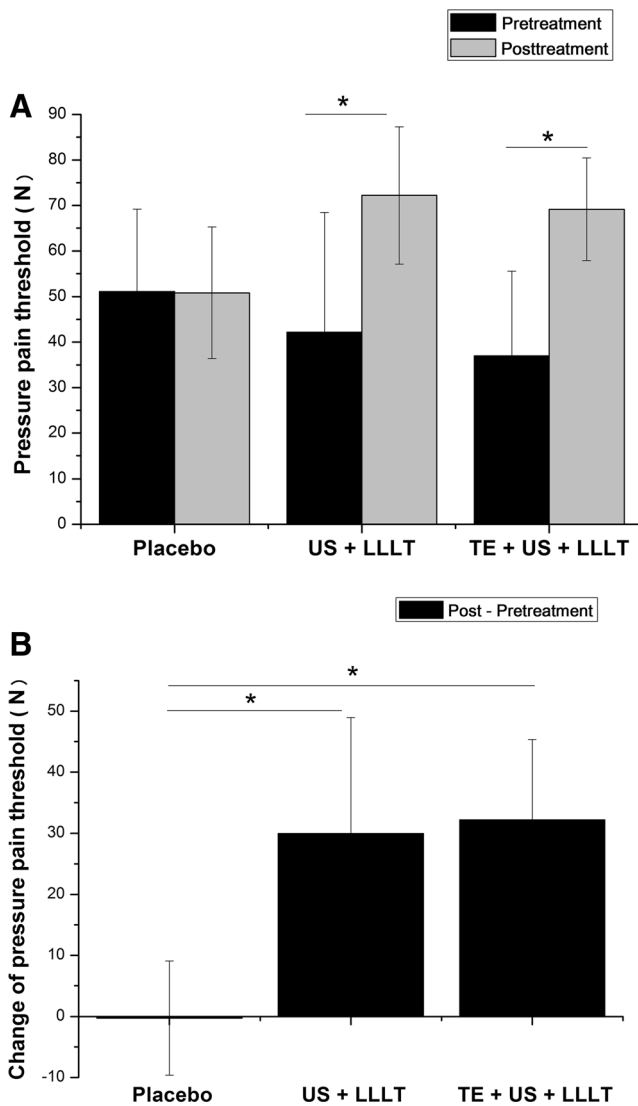 Pretreatment
Posttreatment
A
Pressure pain threshold ( N )
90
80
70
60
50
40
30
20
10
0
*
*
Placebo
US + LLLT
TE + US + LLLT
Post - Pretreatment
B
Change of pressure pain threshold ( N )
50
40
30
20
10
0
-10
*
*
Placebo
US + LLLT
TE + US + LLLT